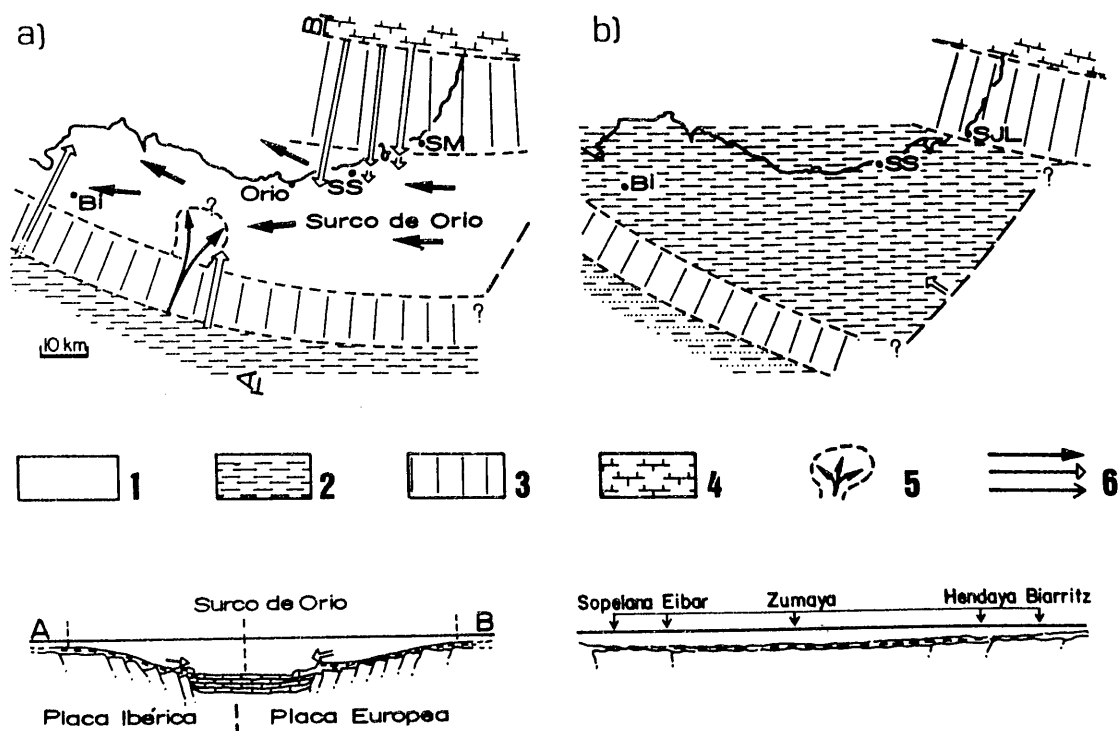 a)
B
SM
SS
Orio
Bi
?
Surco de Orio
?
10 km
A
b)
SJL
SS
Bi
?
?
1 2 3 4 5 6
Surco de Orio
A B
Placa Ibérica Placa Europea
Sopelana Eibar Zumaya Hendaya Biarritz